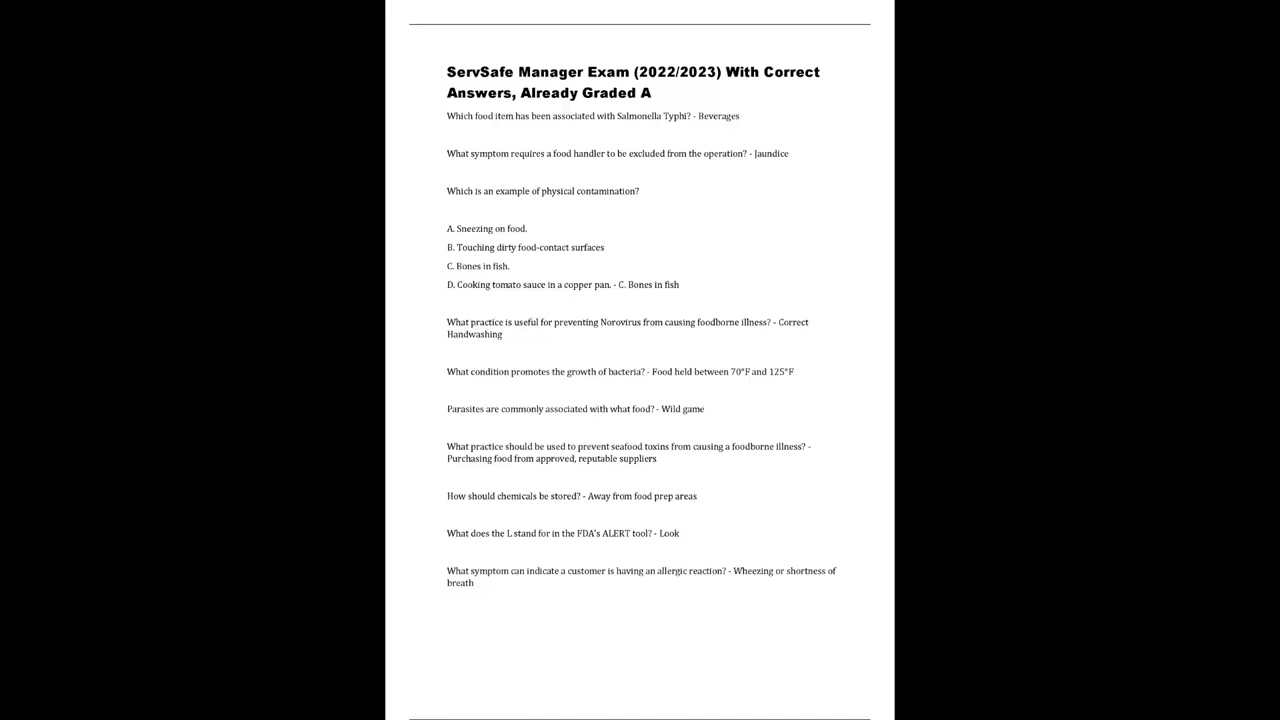 ServSafe Manager Exam (2022/2023) With Correct
Answers, Already Graded A
Which food item has been associated with Salmonella Typhi? - Beverages
What symptom requires a food handler to be excluded from the operation? - Jaundice
Which is an example of physical contamination?
A. Sneezing on food.
B. Touching dirty food-contact surfaces
C. Bones in fish.
D. Cooking tomato sauce in a copper pan. - C. Bones in fish
What practice is useful for preventing Norovirus from causing foodborne illness? - Correct
Handwashing
What condition promotes the growth of bacteria? - Food held between 70°F and 125°F
Parasites are commonly associated with what food? - Wild game
What practice should be used to prevent seafood toxins from causing a foodborne illness? -
Purchasing food from approved, reputable suppliers
How should chemicals be stored? - Away from food prep areas
What does the L stand for in the FDA's ALERT tool? - Look
What symptom can indicate a customer is having an allergic reaction? - Wheezing or shortness of
breath